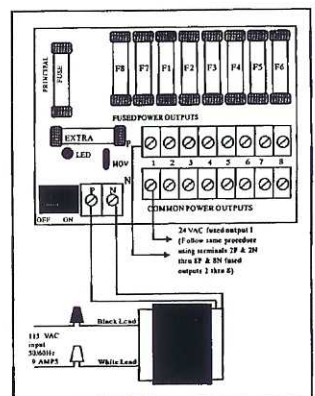 PRINCIPAL
FUSE
F8 F7 F1 F2 F3 F4 F5 F6
FUSED POWER OUTPUTS
EXTRA
P
LED
MOV
1 2 3 4 5 6 7 8
N
P N
OFF ON
COMMON POWER OUTPUTS
24 VAC fused output 1
(Follow same procedure
using terminals 2P & 2N
thru 8P & 8N fused
outputs 2 thru 8)
115 VAC
input
50/60Hz
9 AMPS
Black Lead
White Lead